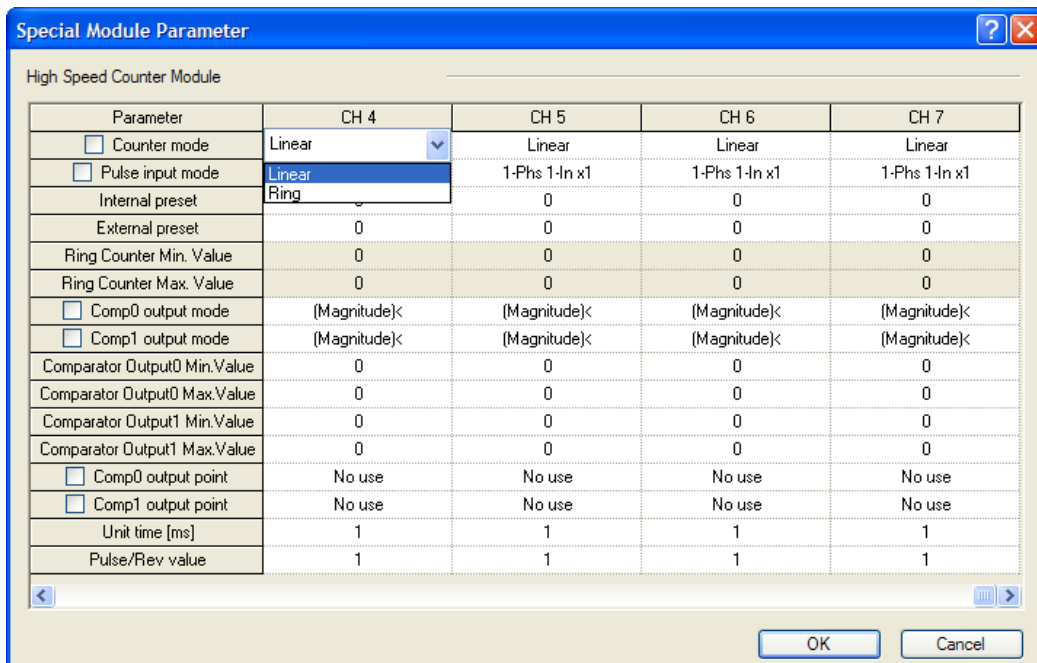 Special Module Parameter
High Speed Counter Module
Parameter CH 4 CH 5 CH 6 CH 7
Counter mode Linear Linear Linear Linear
Pulse input mode Linear 1-Phs 1-In x1 1-Phs 1-In x1 1-Phs 1-In x1
Ring
Internal preset 0 0 0
External preset 0 0 0 0
Ring Counter Min. Value 0 0 0 0
Ring Counter Max. Value 0 0 0 0
Comp0 output mode (Magnitude)< (Magnitude)< (Magnitude)< (Magnitude)<
Comp1 output mode (Magnitude)< (Magnitude)< (Magnitude)< (Magnitude)<
Comparator Output0 Min.Value 0 0 0 0
Comparator Output0 Max.Value 0 0 0 0
Comparator Output1 Min.Value 0 0 0 0
Comparator Output1 Max.Value 0 0 0 0
Comp0 output point No use No use No use No use
Comp1 output point No use No use No use No use
Unit time [ms] 1 1 1 1
Pulse/Rev value 1 1 1 1
OK Cancel